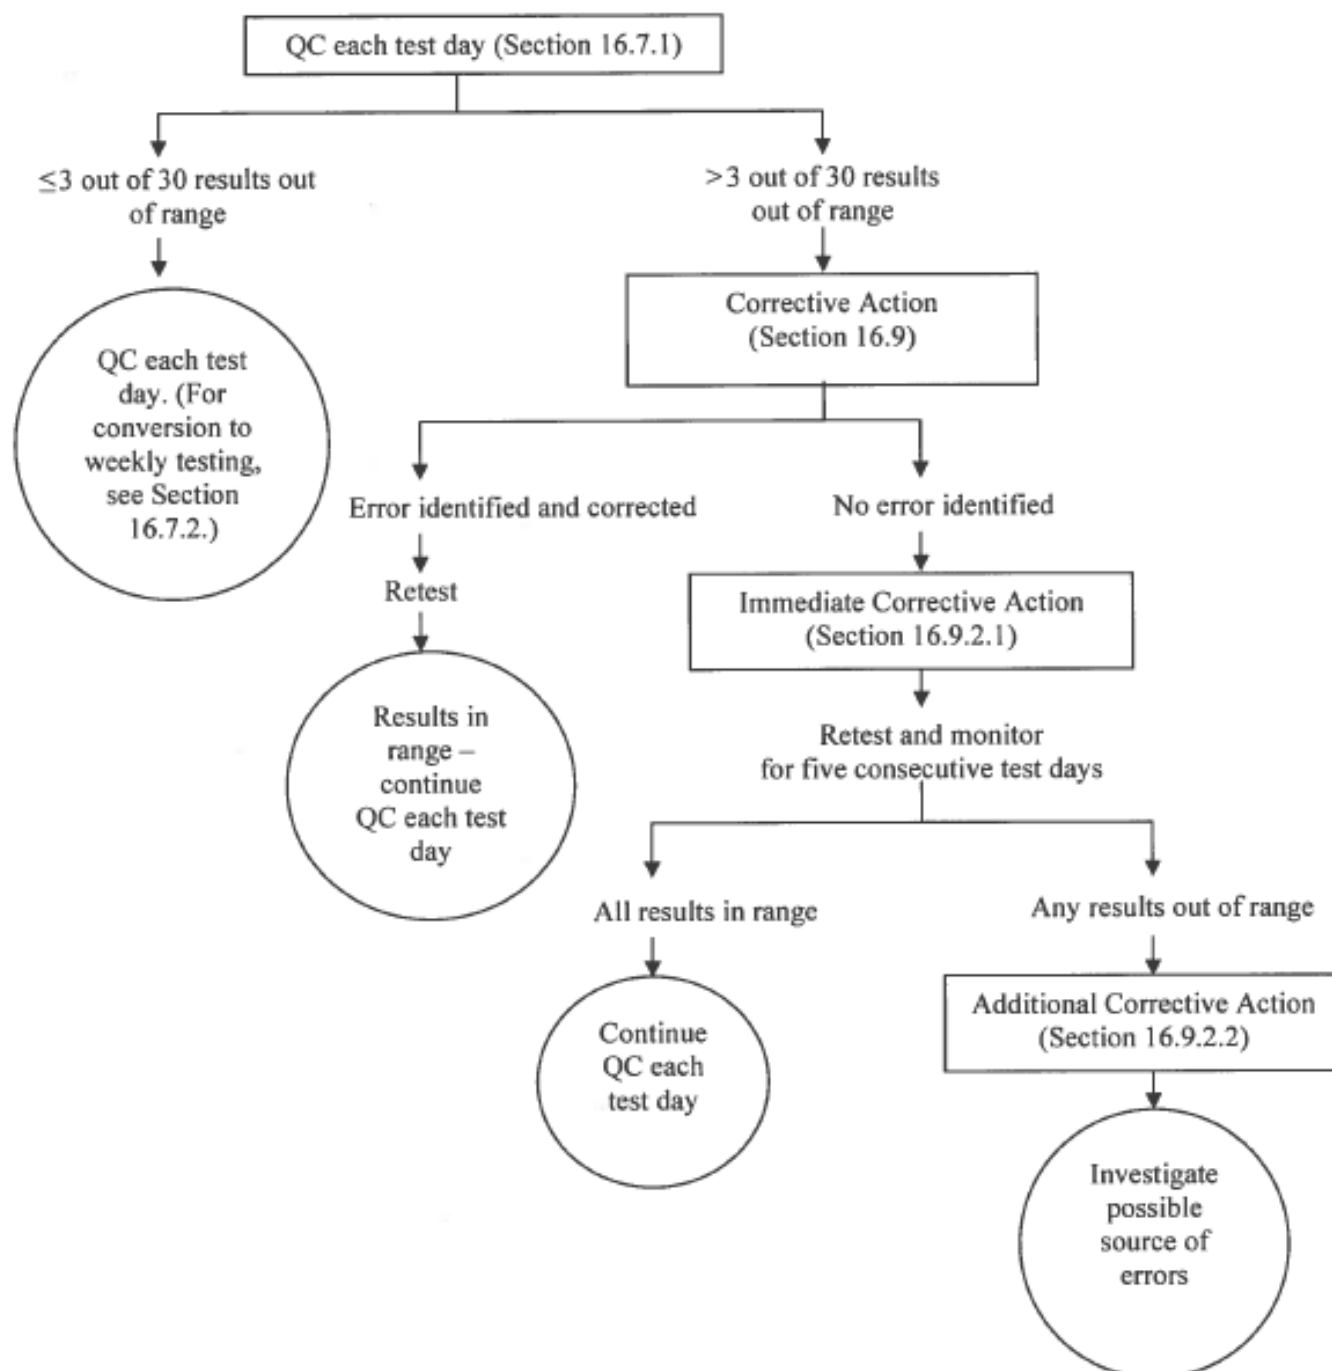 QC each test day (Section 16.7.1)
≤3 out of 30 results out
of range
>3 out of 30 results
out of range
QC each test
day. (For
conversion to
weekly testing,
see Section
16.7.2.)
Corrective Action
(Section 16.9)
Error identified and corrected
No error identified
Retest
Immediate Corrective Action
(Section 16.9.2.1)
Results in
range –
continue
QC each test
day
Retest and monitor
for five consecutive test days
All results in range
Any results out of range
Continue
QC each
test day
Additional Corrective Action
(Section 16.9.2.2)
Investigate
possible
source of
errors